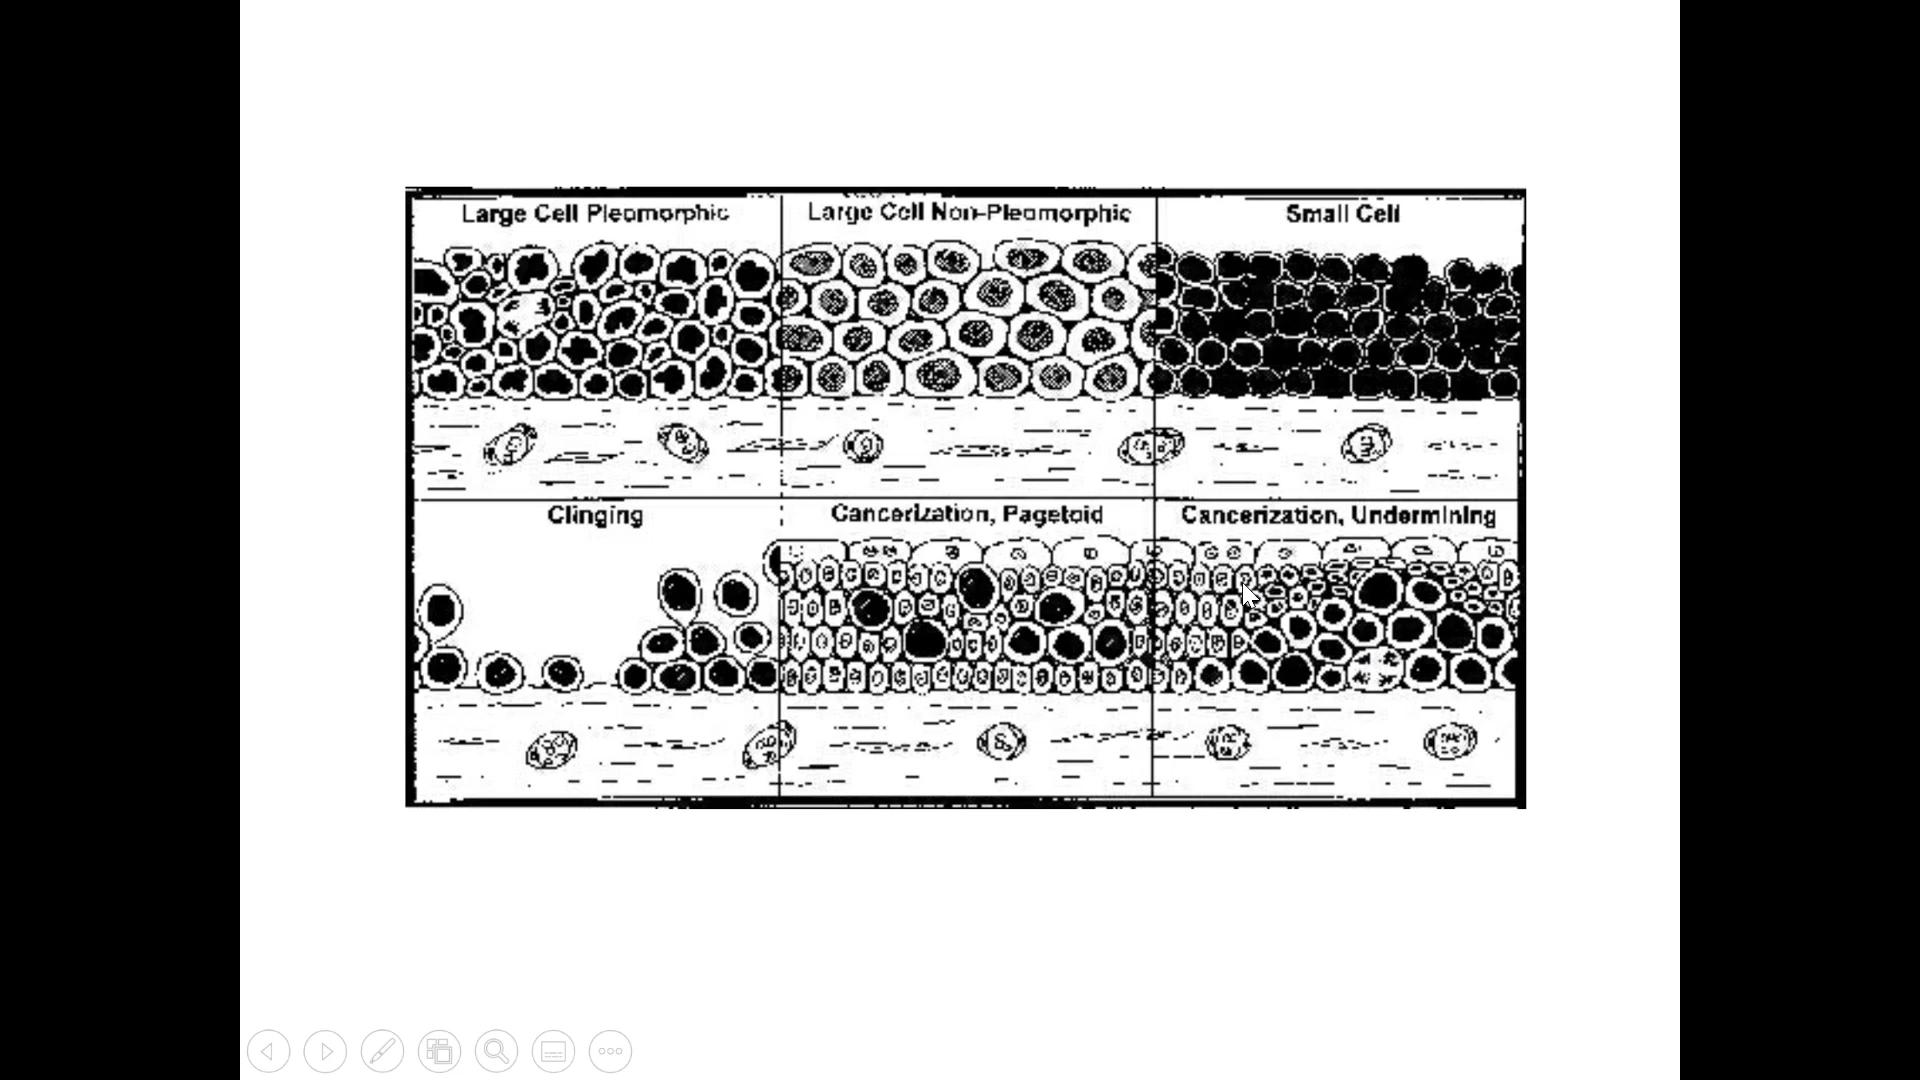 Large Cell Pleomorphic
Large Cell Non-Pleomorphic
Small Cell
Clinging
Cancerization, Pagetoid
Cancerization, Undermining